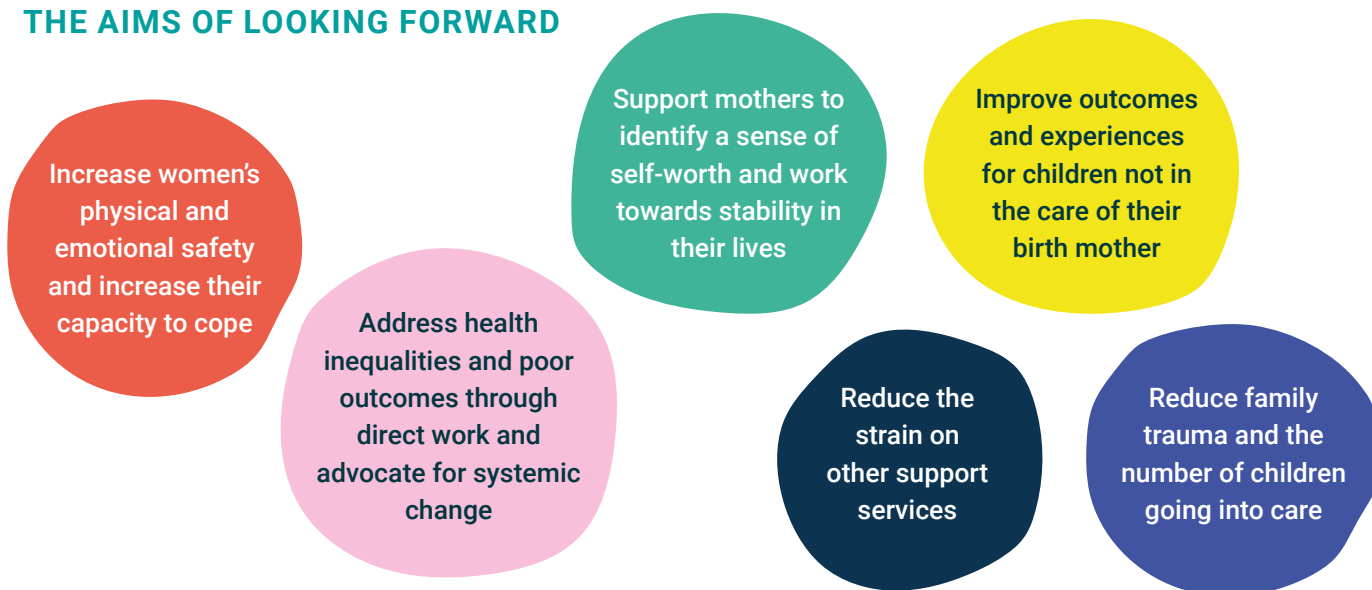 THE AIMS OF LOOKING FORWARD
Increase women’s
physical and
emotional safety
and increase their
capacity to cope
Address health
inequalities and poor
outcomes through
direct work and
advocate for systemic
change
Support mothers to
identify a sense of
self-worth and work
towards stability in
their lives
Improve outcomes
and experiences
for children not in
the care of their
birth mother
Reduce the
strain on
other support
services
Reduce family
trauma and the
number of children
going into care